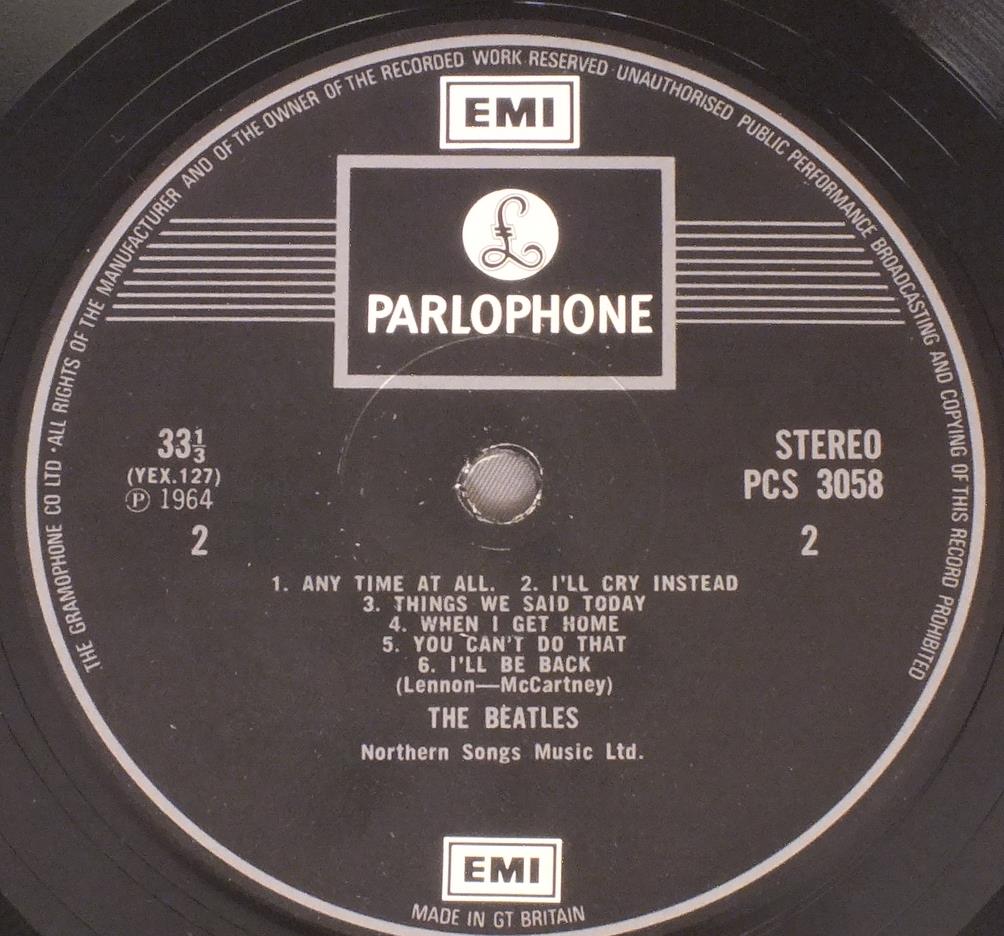 THE GRAMOPHONE CO LTD · ALL RIGHTS OF THE MANUFACTURER AND OF THE OWNER OF THE RECORDED WORK RESERVED · UNAUTHORISED PUBLIC PERFORMANCE BROADCASTING AND COPYING OF THIS RECORD PROHIBITED
EMI
£
PARLOPHONE
33⅓
(YEX.127)
℗ 1964
2
STEREO
PCS 3058
2
1. ANY TIME AT ALL. 2. I'LL CRY INSTEAD
3. THINGS WE SAID TODAY
4. WHEN I GET HOME
5. YOU CAN'T DO THAT
6. I'LL BE BACK
(Lennon—McCartney)
THE BEATLES
Northern Songs Music Ltd.
EMI
MADE IN GT BRITAIN